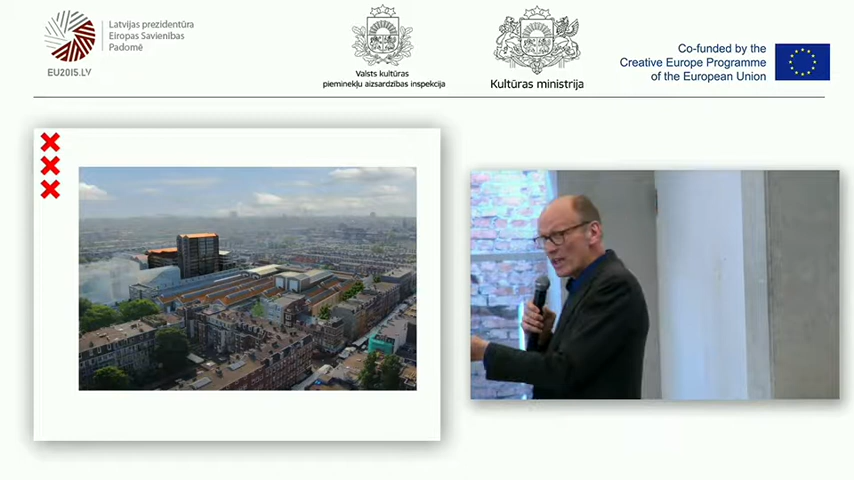 Latvijas prezidentūra
Eiropas Savienības
Padomē
EU2015.LV
Valsts kultūras
pieminekļu aizsardzības inspekcija
Kultūras ministrija
Co-funded by the
Creative Europe Programme
of the European Union